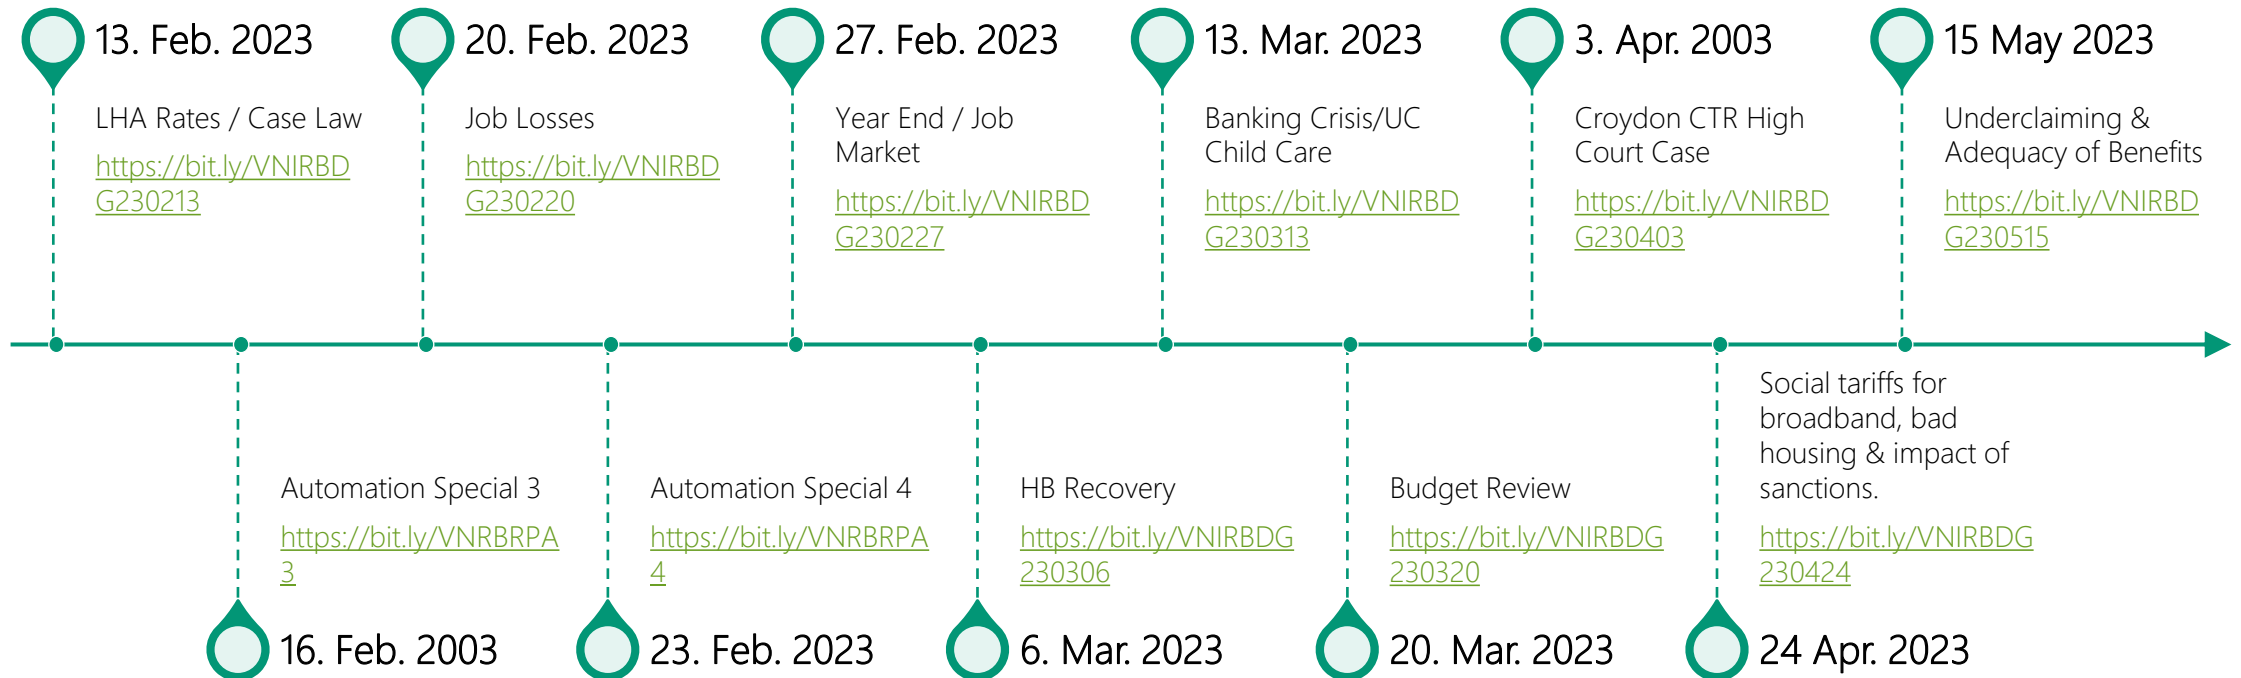 13. Feb. 2023
LHA Rates / Case Law
https://bit.ly/VNIRBD
G230213
20. Feb. 2023
Job Losses
https://bit.ly/VNIRBD
G230220
27. Feb. 2023
Year End / Job
Market
https://bit.ly/VNIRBD
G230227
13. Mar. 2023
Banking Crisis/UC
Child Care
https://bit.ly/VNIRBD
G230313
3. Apr. 2003
Croydon CTR High
Court Case
https://bit.ly/VNIRBD
G230403
15 May 2023
Underclaiming &
Adequacy of Benefits
https://bit.ly/VNIRBD
G230515
Automation Special 3
https://bit.ly/VNRBRPA
3
16. Feb. 2003
Automation Special 4
https://bit.ly/VNRBRPA
4
23. Feb. 2023
HB Recovery
https://bit.ly/VNIRBDG
230306
6. Mar. 2023
Budget Review
https://bit.ly/VNIRBDG
230320
20. Mar. 2023
Social tariffs for
broadband, bad
housing & impact of
sanctions.
https://bit.ly/VNIRBDG
230424
24 Apr. 2023